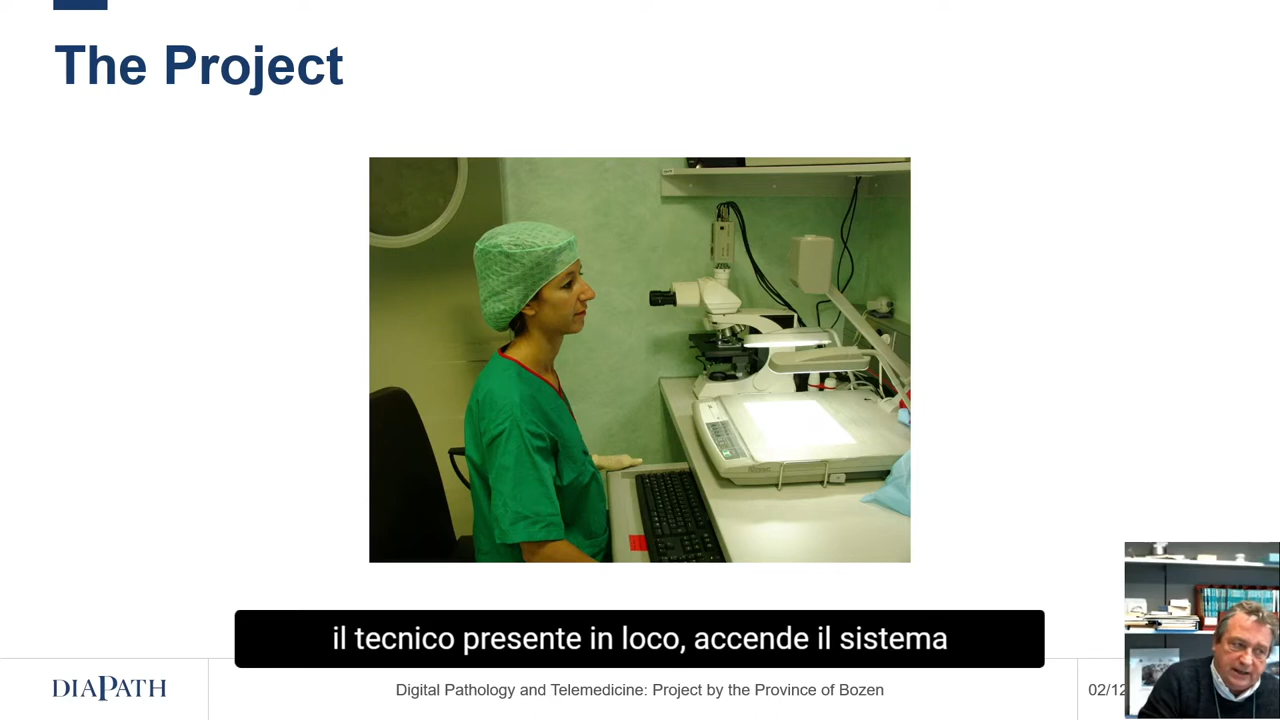 The Project
il tecnico presente in loco, accende il sistema
DIAPATH
Digital Pathology and Telemedicine: Project by the Province of Bozen
02/12